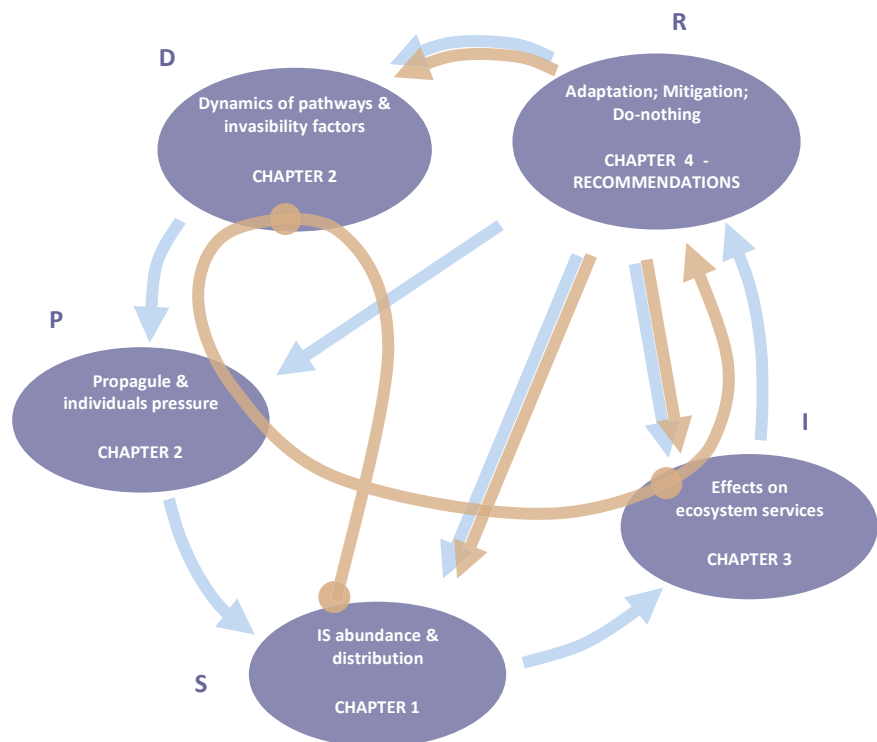 R
D
Adaptation; Mitigation;
Do-nothing
CHAPTER 4 -
RECOMMENDATIONS
Dynamics of pathways &
invasibility factors
CHAPTER 2
P
Propagule &
individuals pressure
CHAPTER 2
I
Effects on
ecosystem services
CHAPTER 3
S
IS abundance &
distribution
CHAPTER 1